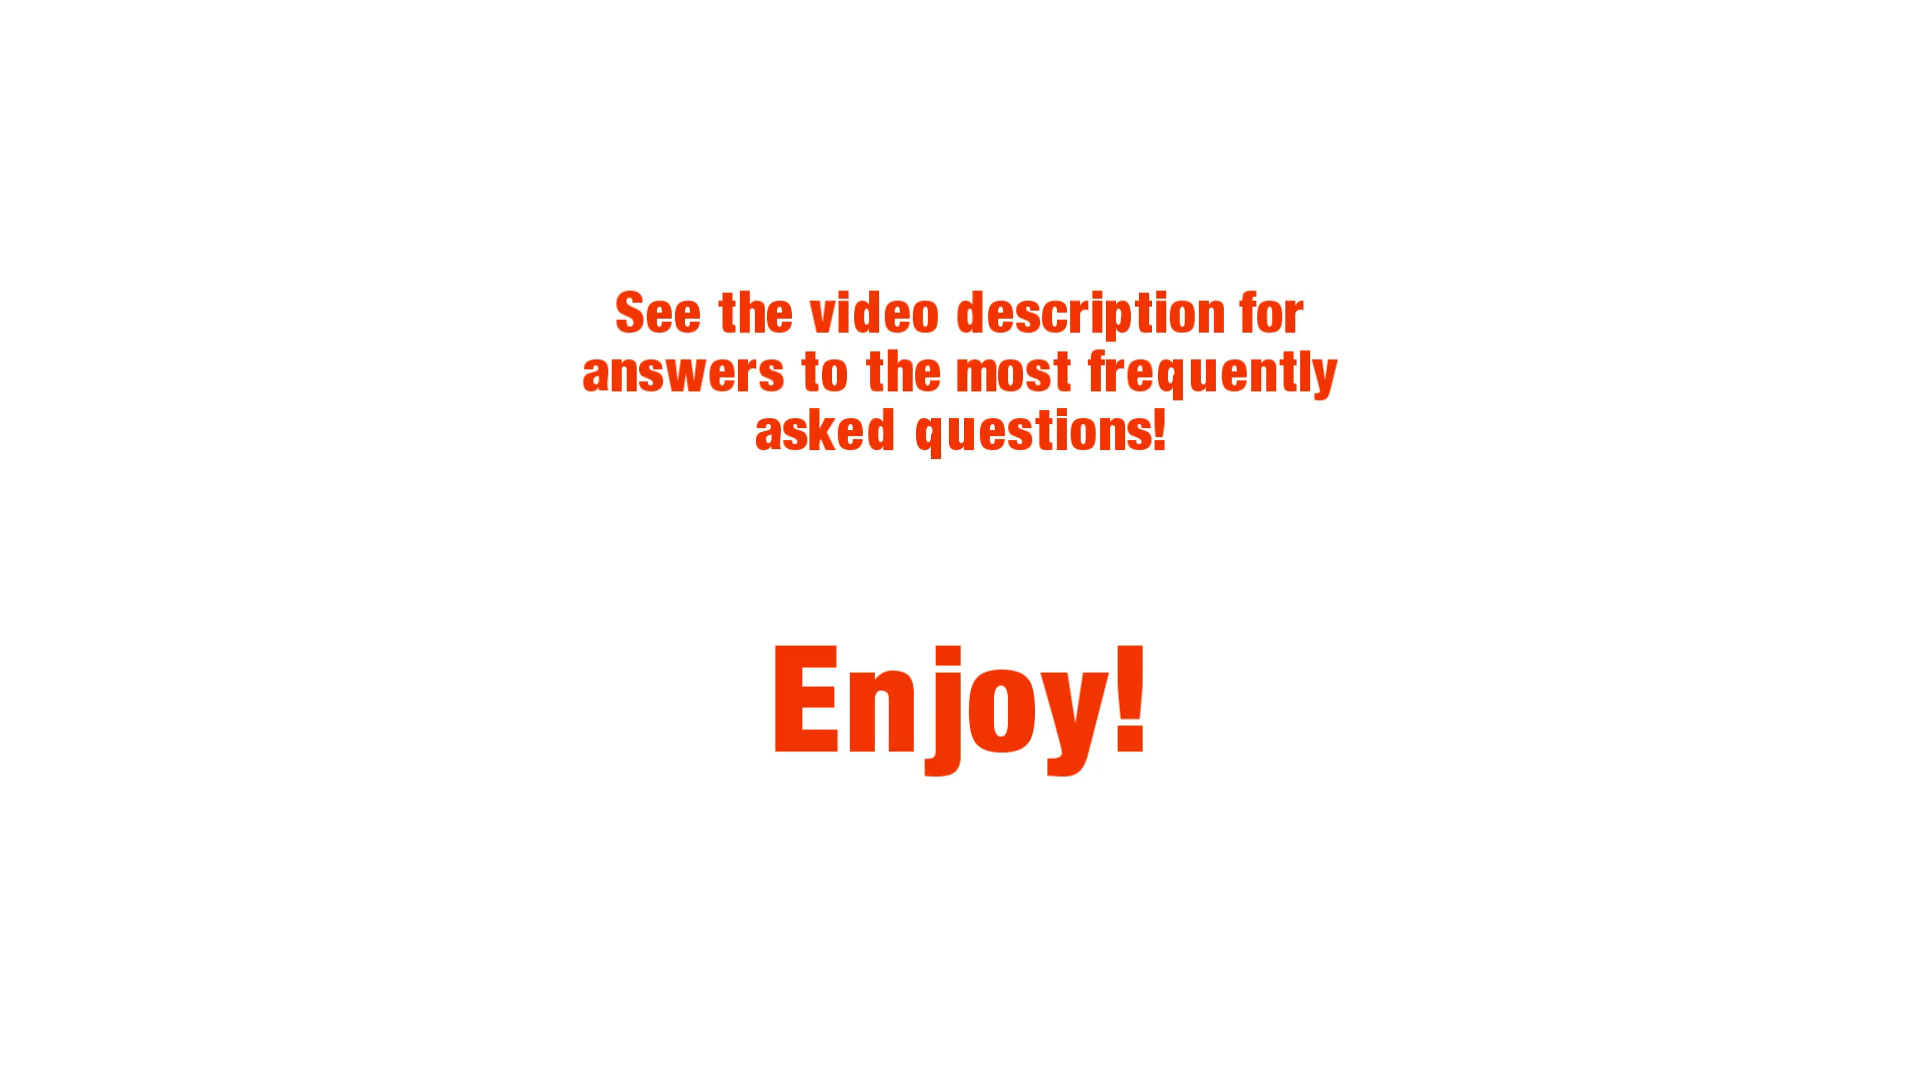 See the video description for
answers to the most frequently
asked questions!
Enjoy!